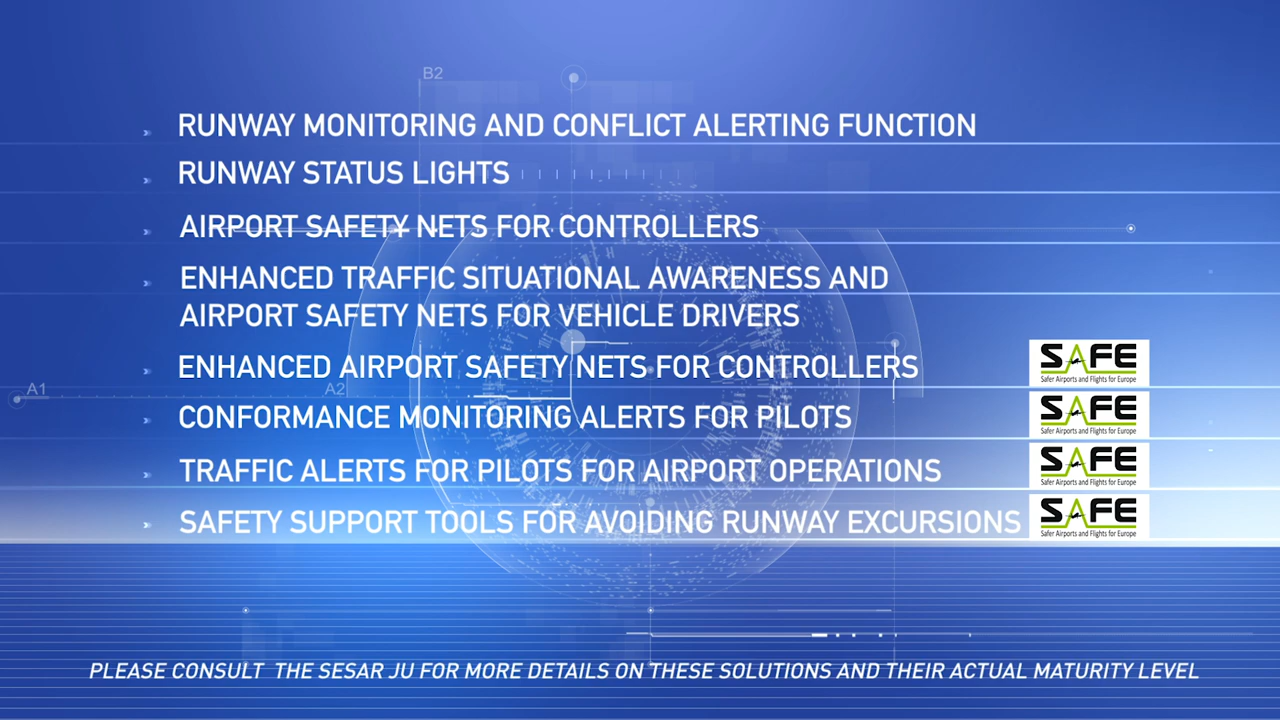 B2
RUNWAY MONITORING AND CONFLICT ALERTING FUNCTION
RUNWAY STATUS LIGHTS
AIRPORT SAFETY NETS FOR CONTROLLERS
ENHANCED TRAFFIC SITUATIONAL AWARENESS AND
AIRPORT SAFETY NETS FOR VEHICLE DRIVERS
ENHANCED AIRPORT SAFETY NETS FOR CONTROLLERS
SAFE
Safer Airports and Flights for Europe
A1
A2
CONFORMANCE MONITORING ALERTS FOR PILOTS
SAFE
Safer Airports and Flights for Europe
TRAFFIC ALERTS FOR PILOTS FOR AIRPORT OPERATIONS
SAFE
Safer Airports and Flights for Europe
SAFETY SUPPORT TOOLS FOR AVOIDING RUNWAY EXCURSIONS
SAFE
Safer Airports and Flights for Europe
PLEASE CONSULT THE SESAR JU FOR MORE DETAILS ON THESE SOLUTIONS AND THEIR ACTUAL MATURITY LEVEL